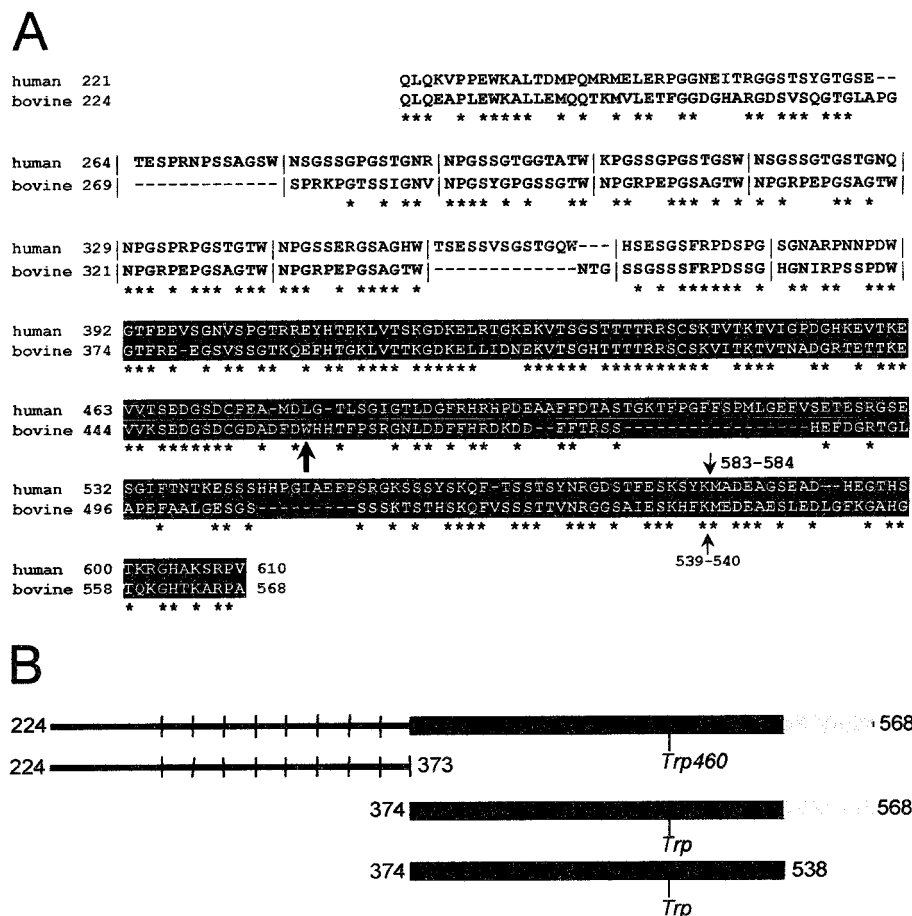 A
human 221 QLQKVPPEWKALTDMPQMRMELERPGGNEITRGGSTSYGTGSE--
bovine 224 QLQEAPLEWKALLEMQQTKMVLETFGGDGHARGDSVSQGTGLAPG
*** * ***** * * ** ** ** *** ***
human 264 | TESPRNPSSAGSW | NSGSSGPGSTGNR | NPGSSGTGGTATW | KPGSSGPGSTGSW | NSGSSGTGSTGNQ
bovine 269 | -------------- | SPRKPGTSSIGNV | NPGSYGPGSSGTW | NPGRPEPGSAGTW | NPGRPEPGSAGTW
human 329 | NPGSPRPGSTGTW | NPGSSERGSAGHW | TSESSVSGSTGQW--- | HSESGSFRPDSPG | SGNARPNNPDW
bovine 321 | NPGRPEPGSAGTW | NPGRPEPGSAGTW | --------------NTG | SSGSSSFRPDSSG | HGNIRPSSPDW
human 392 GTFEEVSGNVSPGTRREYHTEKLVTSKGDKELRTGKEKVTSGSTTTTRRSCSKTVTKTVIGPDGHKEVTKE
bovine 374 GTFRE-EGSVSSGTKQEFHTGKLVTTKGDKELLIDNEKVTSGHTTTTRRSCSKVITKTVTNADGRTETTKE
human 463 VVTSEDGSDCPEA-MDLG-TLSGIGTLDGFRHRHPDEAAFFDTASTGKTFPGFFSPMLGEFVSETESRGSE
bovine 444 VVKSEDGSDCGDADFDWHHTFPSRGNLDDFFHRDKDD--FFTRSS------------------HEFDGRTGL
583–584
human 532 SGIFTNTKESSSHHPGIAEFPSRGKSSSYSKQF-TSSTSYNRGDSTFESKSYKMADEAGSEAD--HEGTHS
bovine 496 APEFAALGESGS---------SSSKTSTHSKQFVSSSTTVNRGGSAIESKHFKMEDEAESLEDLGFKGAHG
539–540
human 600 TKRGHAKSRPV 610
bovine 558 TQKGHTKARPA 568
* ** * **
B
224 568
Trp460
224 373
374 568
Trp
374 538
Trp